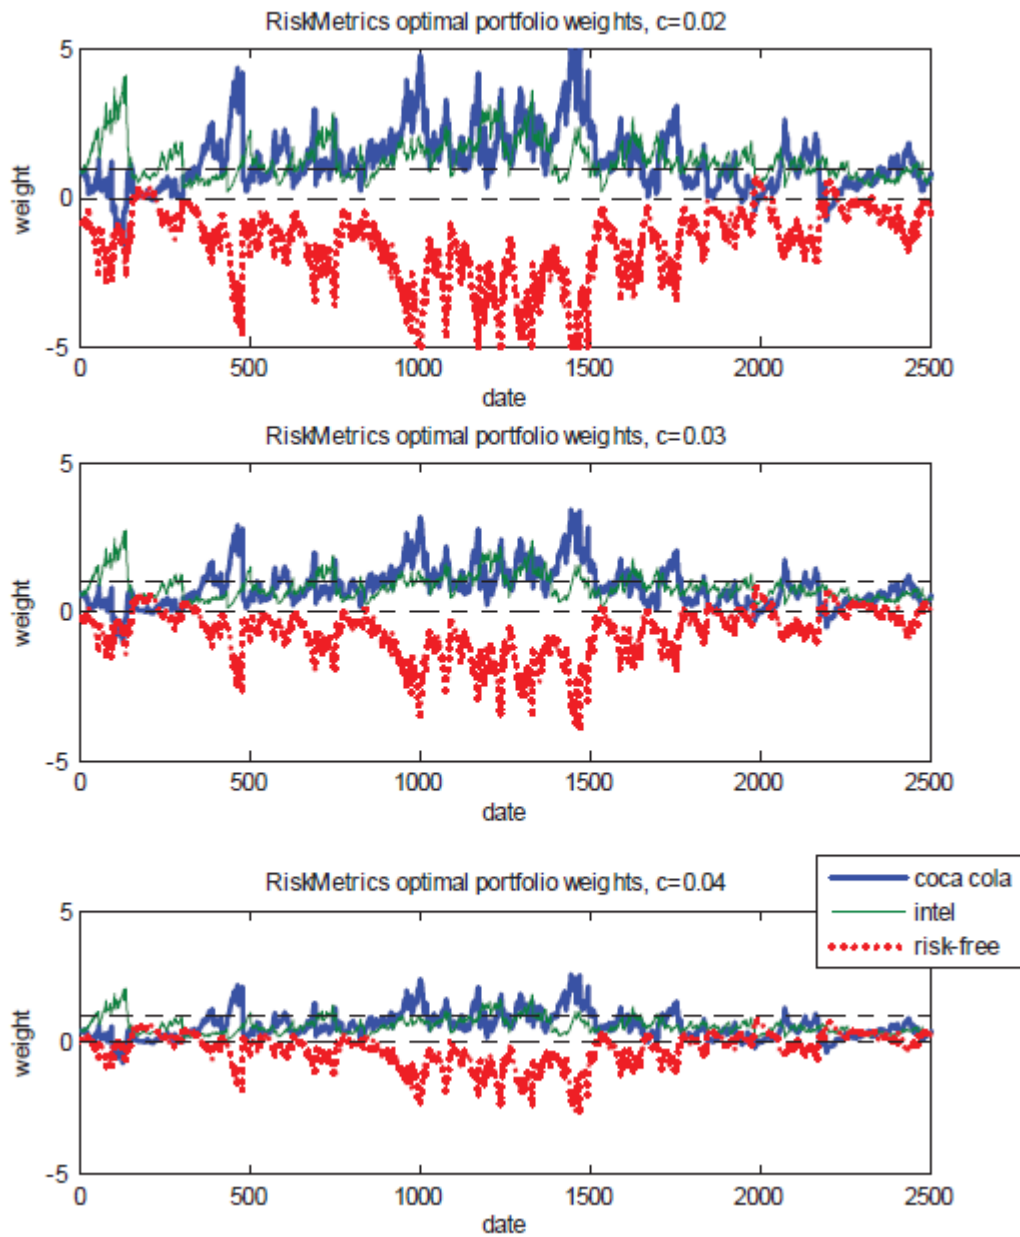 RiskMetrics optimal portfolio weights, c=0.02
5
weight
0
-5
0 500 1000 1500 2000 2500
date
RiskMetrics optimal portfolio weights, c=0.03
5
weight
0
-5
0 500 1000 1500 2000 2500
date
RiskMetrics optimal portfolio weights, c=0.04
coca cola
intel
risk-free
5
weight
0
-5
0 500 1000 1500 2000 2500
date